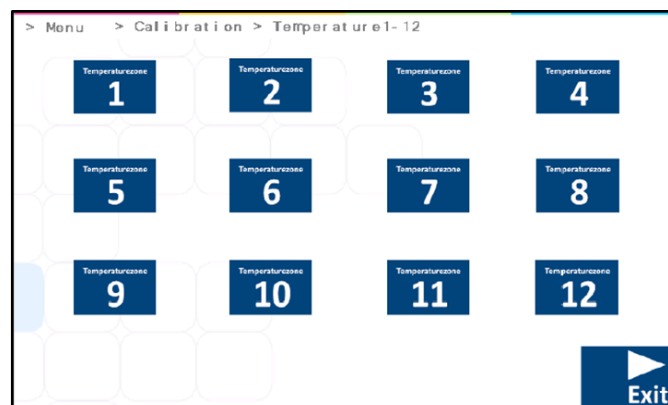 > Menu > Calibration > Temperature1-12
Temperaturezone Temperaturezone Temperaturezone Temperaturezone
1 2 3 4
Temperaturezone Temperaturezone Temperaturezone Temperaturezone
5 6 7 8
Temperaturezone Temperaturezone Temperaturezone Temperaturezone
9 10 11 12
Exit